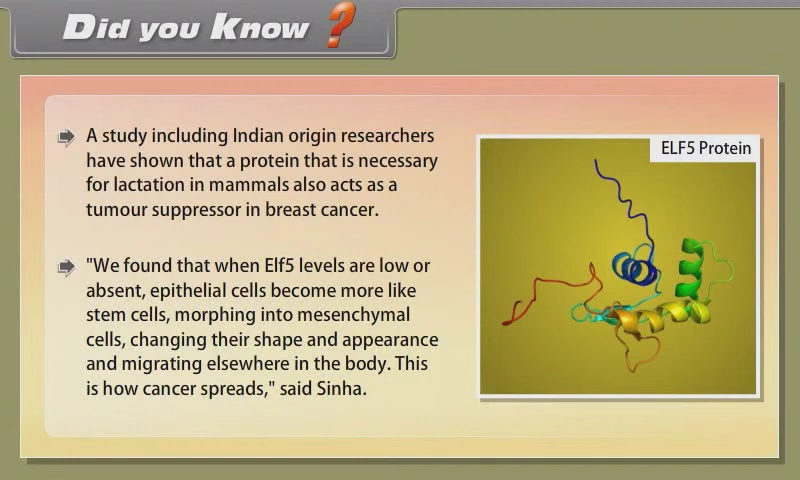 Did you Know ?
A study including Indian origin researchers
have shown that a protein that is necessary
for lactation in mammals also acts as a
tumour suppressor in breast cancer.
"We found that when Elf5 levels are low or
absent, epithelial cells become more like
stem cells, morphing into mesenchymal
cells, changing their shape and appearance
and migrating elsewhere in the body. This
is how cancer spreads," said Sinha.
ELF5 Protein